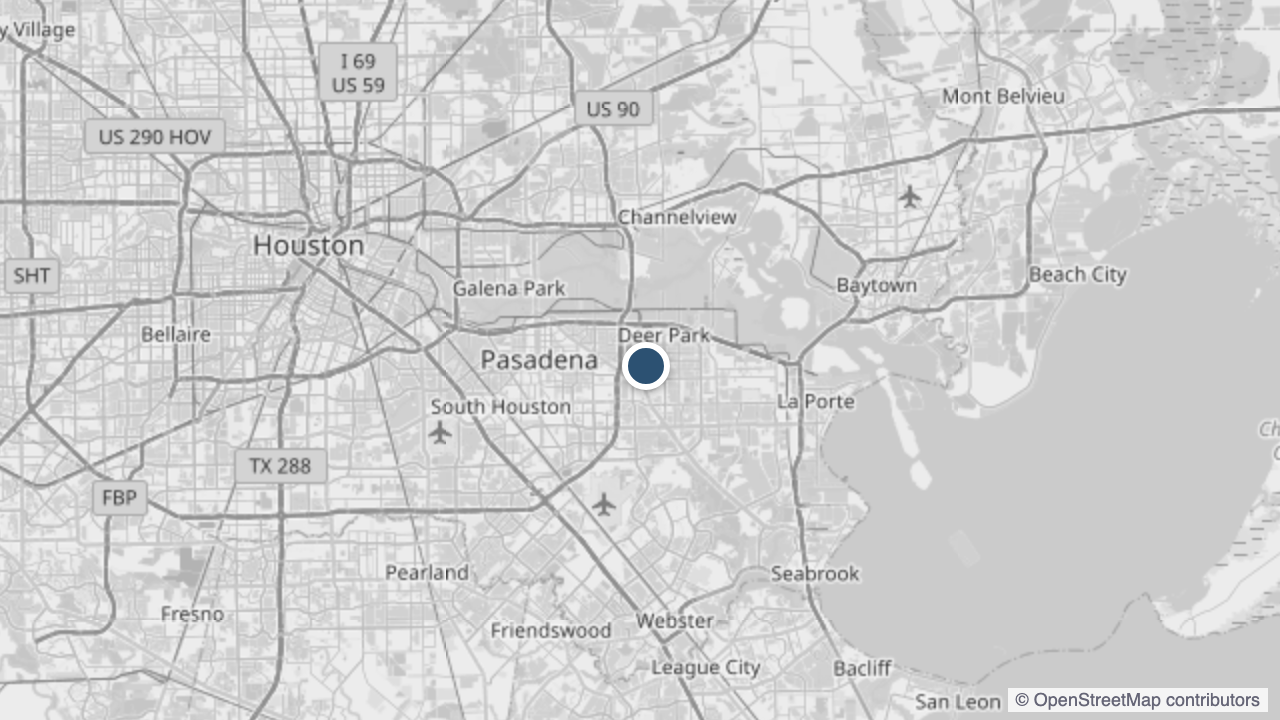 y Village
I 69
US 59
US 90
Mont Belvieu
US 290 HOV
Channelview
Houston
SHT
Galena Park
Baytown
Beach City
Bellaire
Deer Park
Pasadena
South Houston
La Porte
Ch
C
TX 288
FBP
Pearland
Seabrook
Fresno
Friendswood
Webster
League City
Bacliff
San Leon
© OpenStreetMap contributors